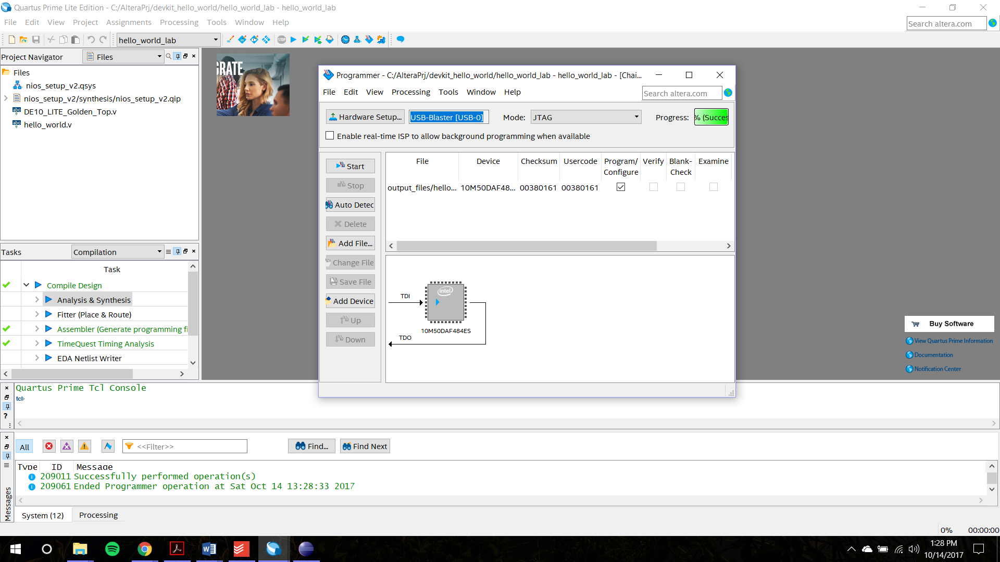 Quartus Prime Lite Edition - C:/AlteraPrj/devkit_hello_world/hello_world_lab - hello_world_lab
File Edit View Project Assignments Processing Tools Window Help
Search altera.com
hello_world_lab
STOP
Project Navigator
Files
Files
nios_setup_v2.qsys
nios_setup_v2/synthesis/nios_setup_v2.qip
abc DE10_LITE_Golden_Top.v
abc hello_world.v
GRATE
Programmer - C:/AlteraPrj/devkit_hello_world/hello_world_lab - hello_world_lab - [Chai...
File Edit View Processing Tools Window Help
Search altera.com
Hardware Setup... USB-Blaster [USB-0] Mode: JTAG Progress: % (Succes
Enable real-time ISP to allow background programming when available
Start
Stop
Auto Detec
Delete
Add File...
Change File
Save File
Add Device
Up
Down
File Device Checksum Usercode Program/ Configure Verify Blank- Check Examine
output_files/hello... 10M50DAF48... 00380161 00380161
TDI
intel
10M50DAF484ES
TDO
Tasks
Compilation
Task
Compile Design
Analysis & Synthesis
Fitter (Place & Route)
Assembler (Generate programming fi
TimeQuest Timing Analysis
EDA Netlist Writer
Buy Software
View Quartus Prime Information
Documentation
Notification Center
Quartus Prime Tcl Console
tcl>
All
<<Filter>>
Find...
Find Next
Type ID Message
209011 Successfully performed operation(s)
209061 Ended Programmer operation at Sat Oct 14 13:28:33 2017
Messages
System (12) Processing
0% 00:00:00
1:28 PM
10/14/2017